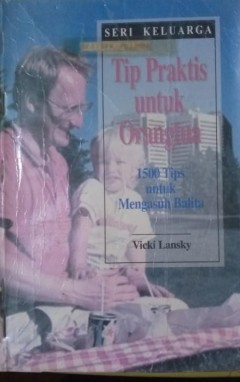 SERI KELUARGA
Tip Praktis
untuk
Orangtua
1500 Tips
untuk
Mengasuh Balita
Vicki Lansky